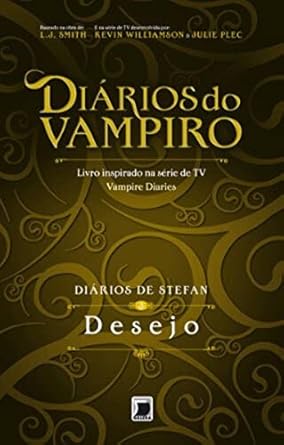 Baseado na obra de E na série de TV desenvolvida por
L.J. SMITH KEVIN WILLIAMSON e JULIE PLEC
DIÁRIOS do
VAMPIRO
Livro inspirado na série de TV
Vampire Diaries
DIÁRIOS DE STEFAN
Desejo